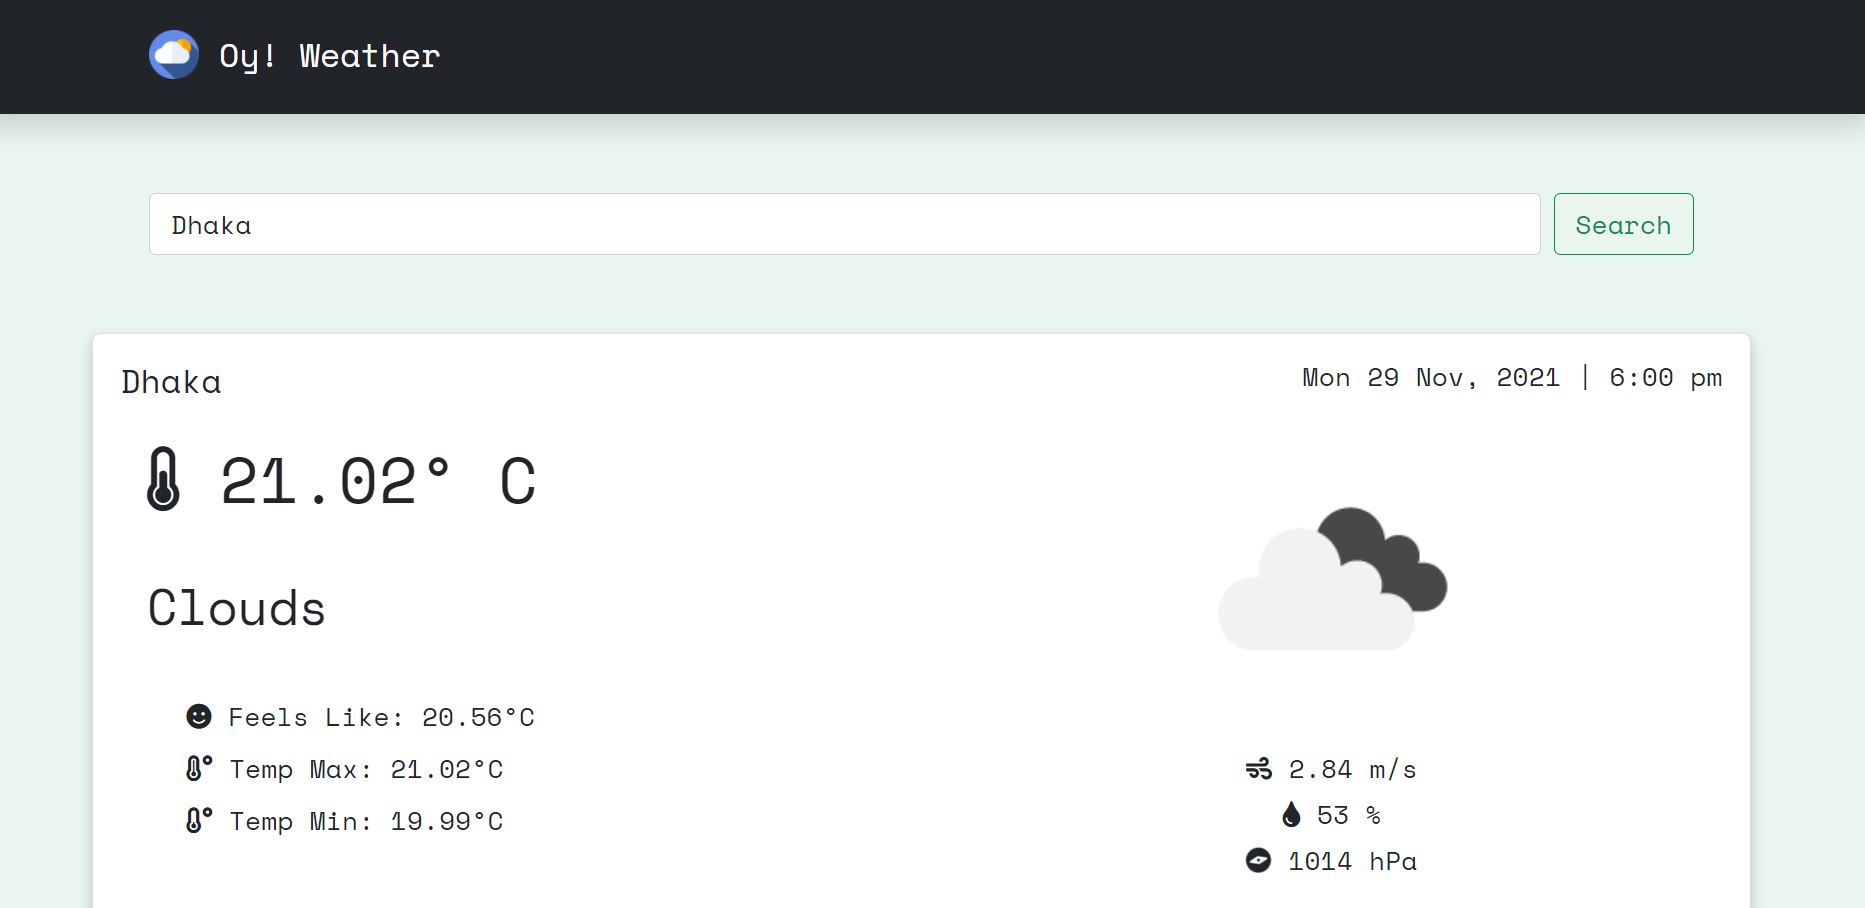 Oy! Weather
Dhaka
Search
Dhaka
Mon 29 Nov, 2021 | 6:00 pm
21.02° C
Clouds
Feels Like: 20.56°C
Temp Max: 21.02°C
Temp Min: 19.99°C
2.84 m/s
53 %
1014 hPa